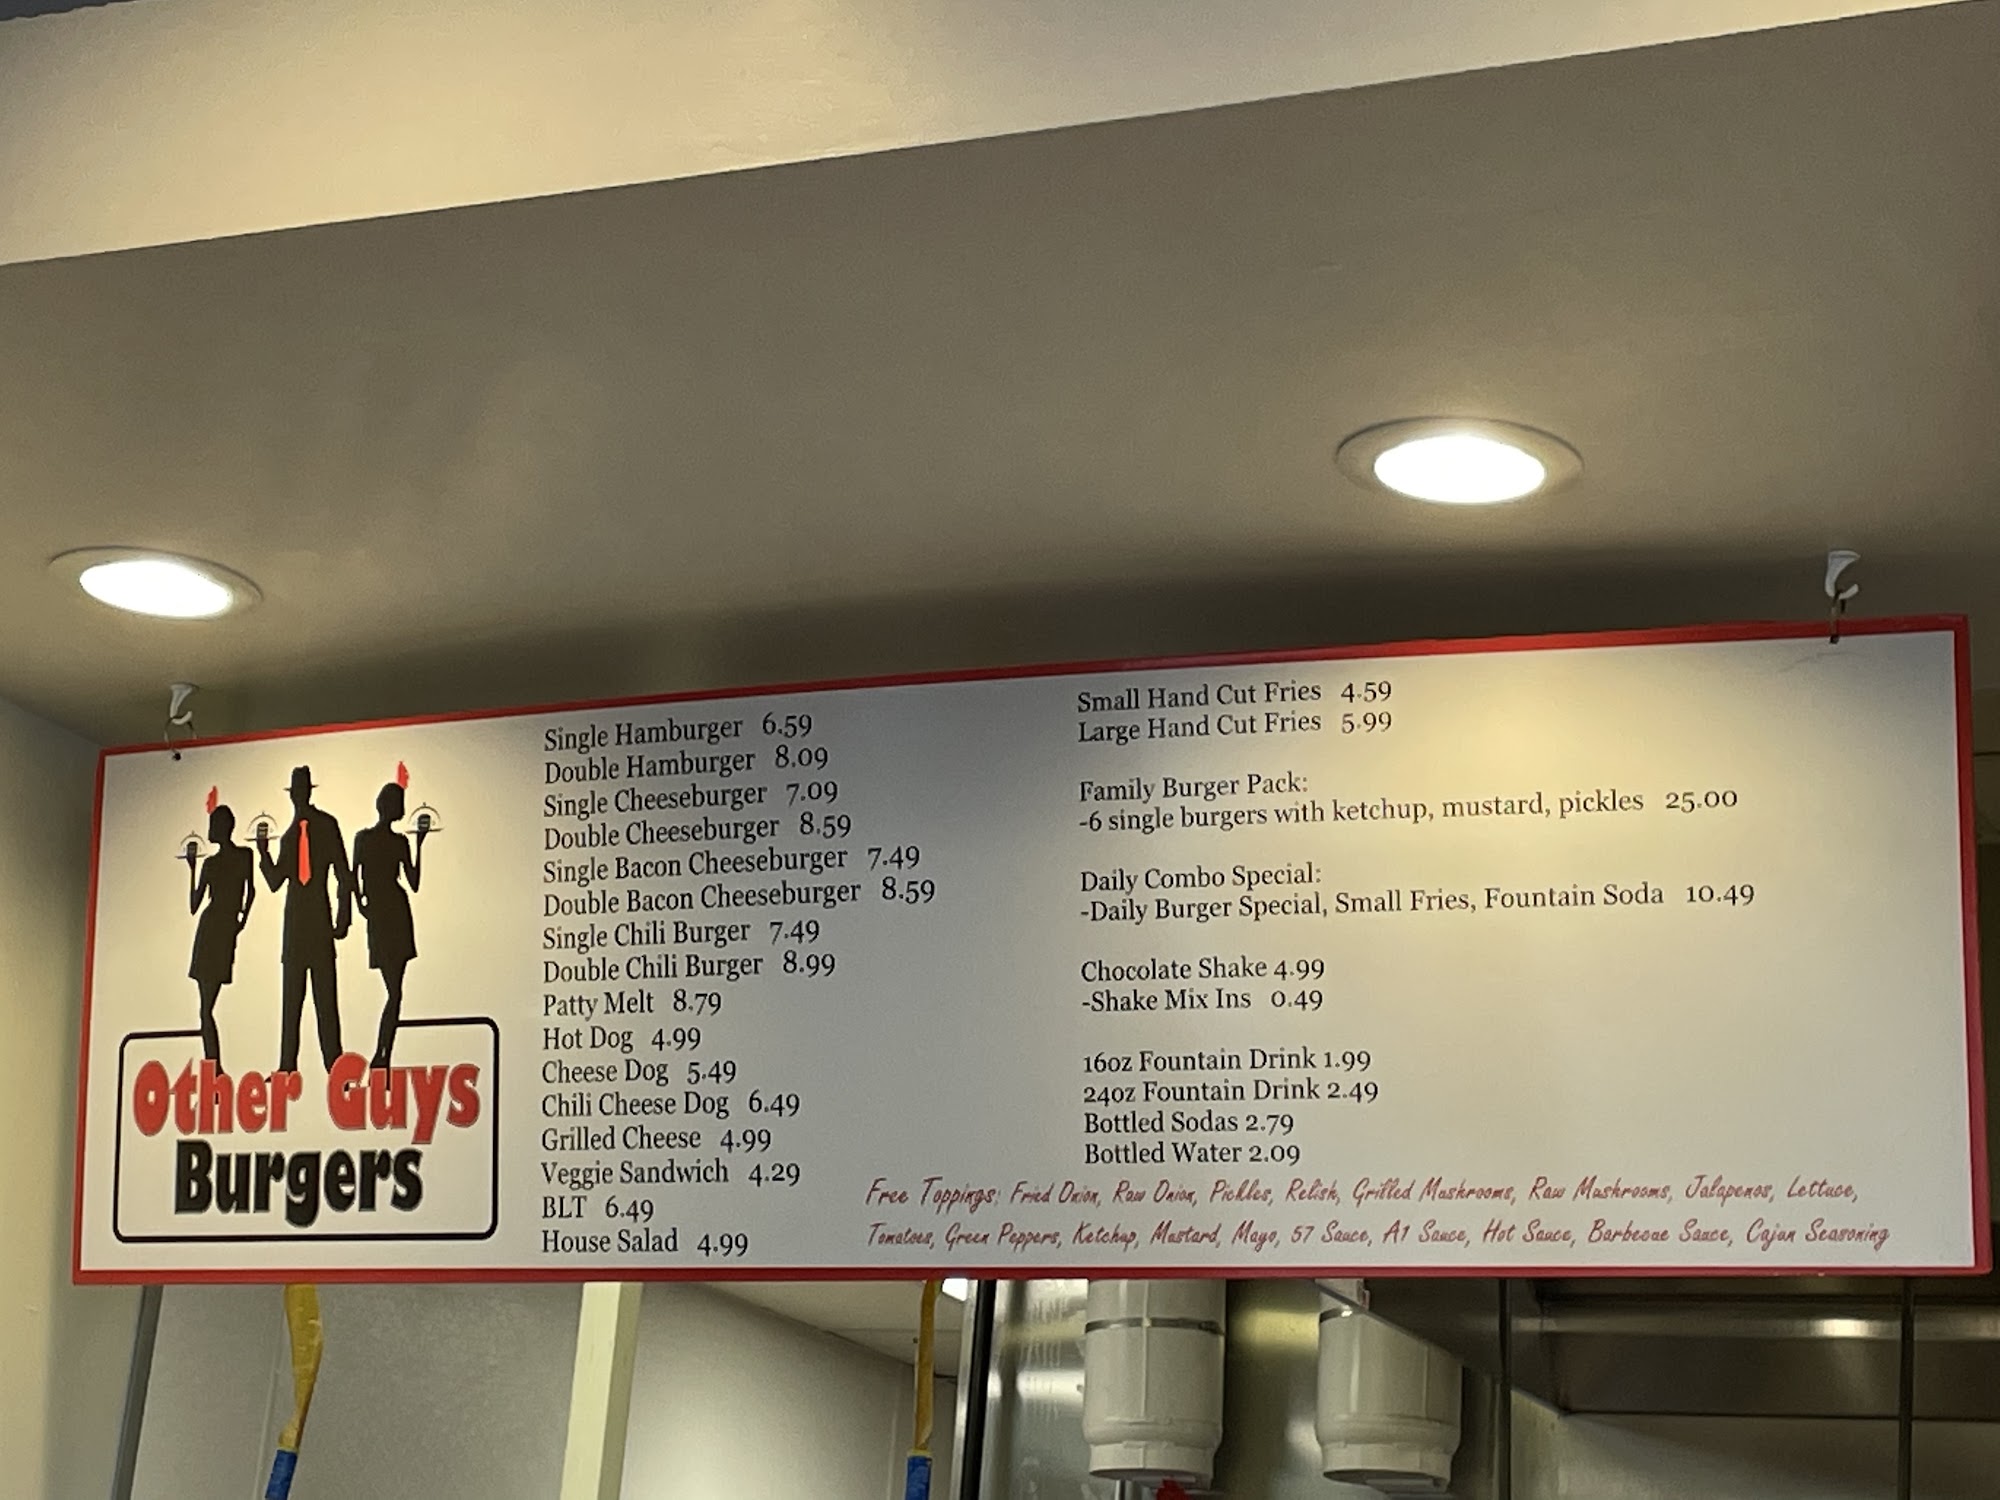 Other Guys
Burgers
Single Hamburger 6.59
Double Hamburger 8.09
Single Cheeseburger 7.09
Double Cheeseburger 8.59
Single Bacon Cheeseburger 7.49
Double Bacon Cheeseburger 8.59
Single Chili Burger 7.49
Double Chili Burger 8.99
Patty Melt 8.79
Hot Dog 4.99
Cheese Dog 5.49
Chili Cheese Dog 6.49
Grilled Cheese 4.99
Veggie Sandwich 4.29
BLT 6.49
House Salad 4.99
Small Hand Cut Fries 4.59
Large Hand Cut Fries 5.99
Family Burger Pack:
-6 single burgers with ketchup, mustard, pickles 25.00
Daily Combo Special:
-Daily Burger Special, Small Fries, Fountain Soda 10.49
Chocolate Shake 4.99
-Shake Mix Ins 0.49
16oz Fountain Drink 1.99
24oz Fountain Drink 2.49
Bottled Sodas 2.79
Bottled Water 2.09
Free Toppings: Fried Onion, Raw Onion, Pickles, Relish, Grilled Mushrooms, Raw Mushrooms, Jalapenos, Lettuce,
Tomatoes, Green Peppers, Ketchup, Mustard, Mayo, 57 Sauce, A1 Sauce, Hot Sauce, Barbecue Sauce, Cajun Seasoning